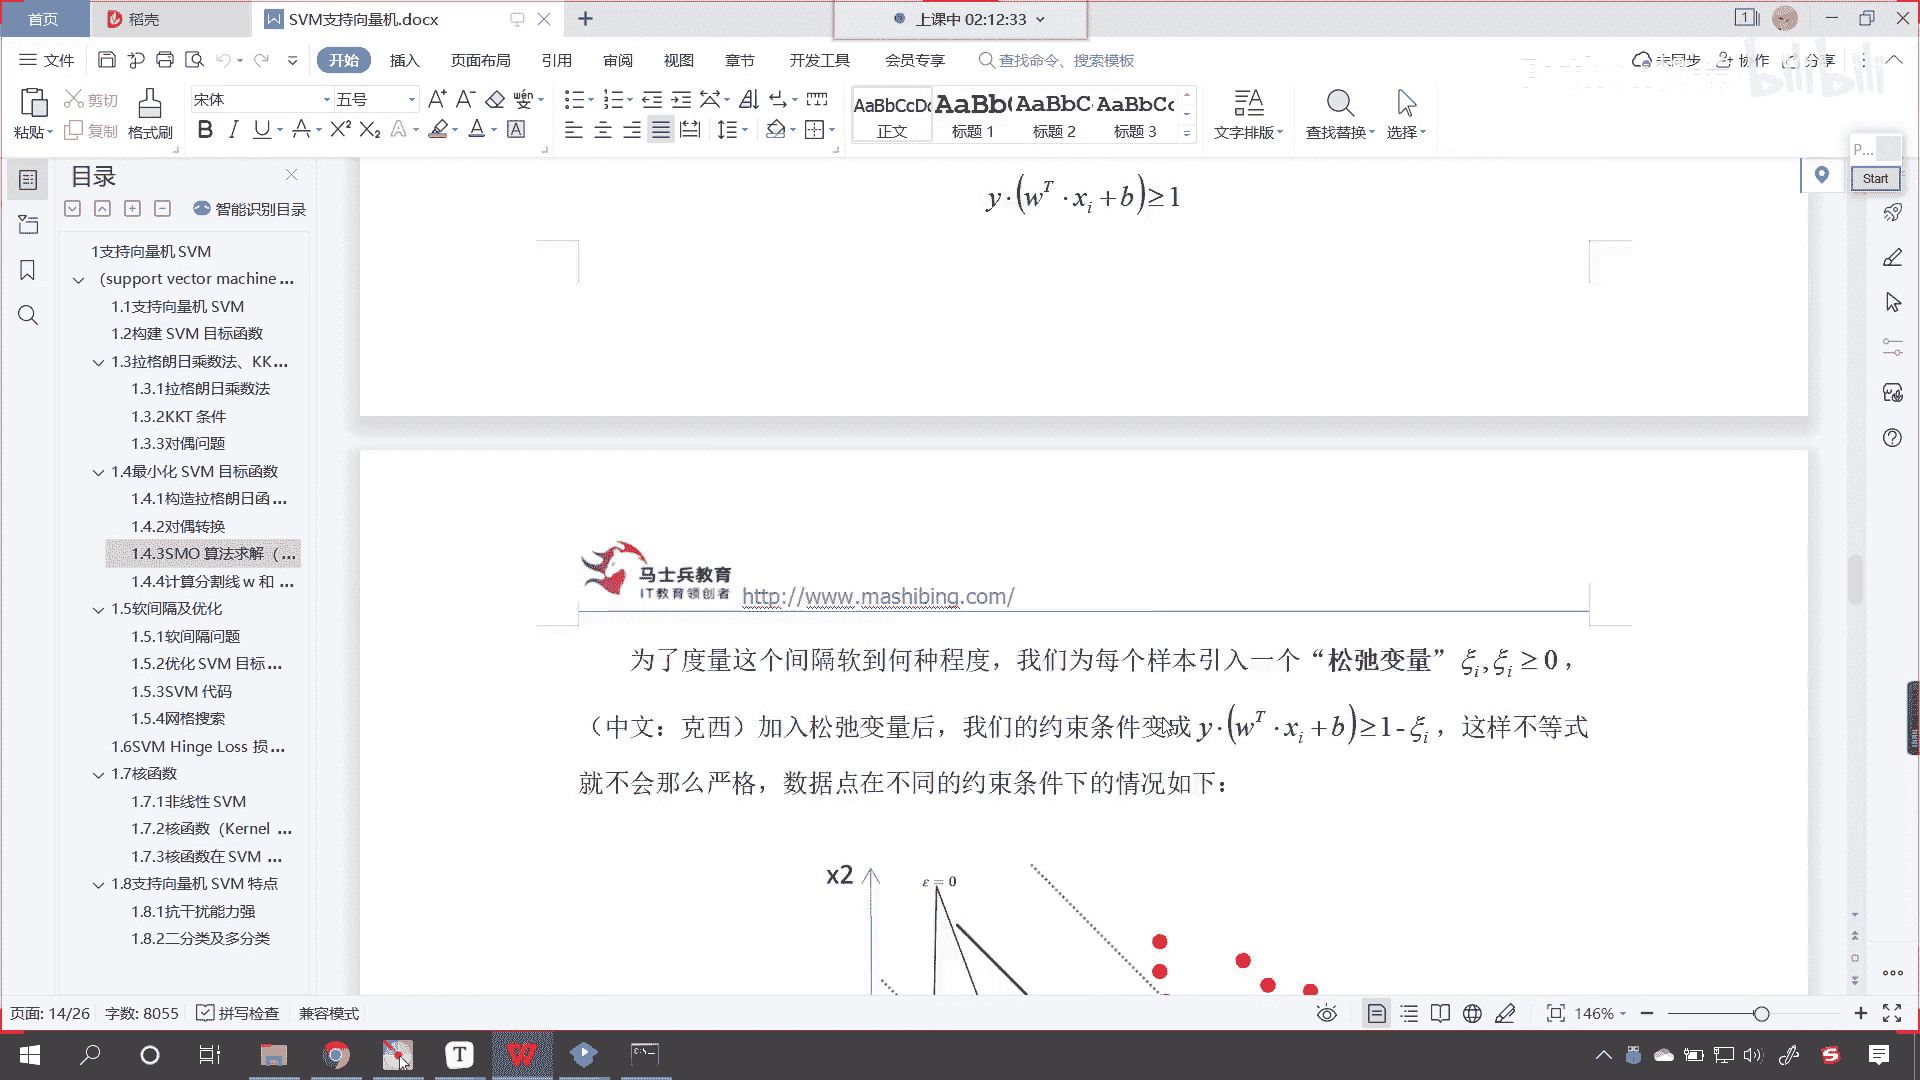 首页
稻壳
SVM支持向量机.docx
上课中 02:12:33
1
文件
开始
插入
页面布局
引用
审阅
视图
章节
开发工具
会员专享
查找命令、搜索模板
未同步
协作
分享
bilibili
粘贴
剪切
复制
格式刷
宋体
五号
AaBbCcDd
AaBb(
AaBbC
AaBbCc
正文
标题 1
标题 2
标题 3
文字排版
查找替换
选择
P...
Start
目录
智能识别目录
1支持向量机 SVM
（support vector machine ...
1.1支持向量机 SVM
1.2构建 SVM 目标函数
1.3拉格朗日乘数法、KK...
1.3.1拉格朗日乘数法
1.3.2KKT 条件
1.3.3对偶问题
1.4最小化 SVM 目标函数
1.4.1构造拉格朗日函 ...
1.4.2对偶转换
1.4.3SMO 算法求解（ ...
1.4.4计算分割线 w 和 ...
1.5软间隔及优化
1.5.1软间隔问题
1.5.2优化 SVM 目标 ...
1.5.3SVM 代码
1.5.4网格搜索
1.6SVM Hinge Loss 损 ...
1.7核函数
1.7.1非线性 SVM
1.7.2核函数（Kernel ...
1.7.3核函数在 SVM ...
1.8支持向量机 SVM 特点
1.8.1抗干扰能力强
1.8.2二分类及多分类
y·(w^T · x_i + b)≥1
马士兵教育
IT教育领创者
http://www.mashibing.com/
为了度量这个间隔软到何种程度，我们为每个样本引入一个“松弛变量”ξ_i,ξ_i ≥ 0，
（中文：克西）加入松弛变量后，我们的约束条件变成 y·(w^T · x_i + b)≥1-ξ_i，这样不等式
就不会那么严格，数据点在不同的约束条件下的情况如下：
x2
ε = 0
页面: 14/26
字数: 8055
拼写检查
兼容模式
146%